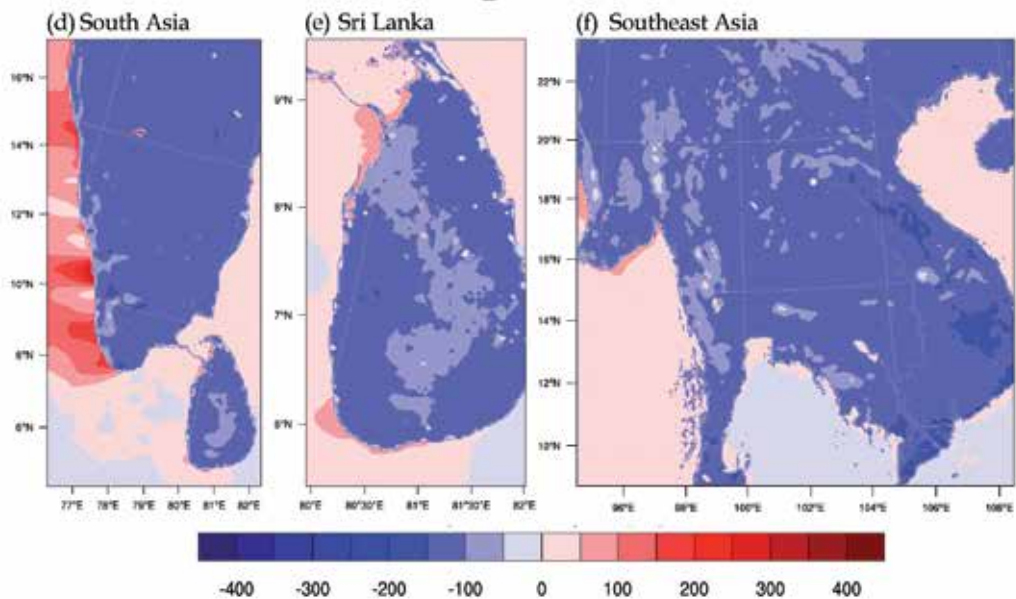 (d) South Asia (e) Sri Lanka (f) Southeast Asia
16°N
14°N
12°N
10°N
8°N
6°N
77°E 78°E 79°E 80°E 81°E 82°E
9°N
8°N
7°N
6°N
80°E 80°30'E 81°E 81°30'E 82°E
22°N
20°N
18°N
16°N
14°N
12°N
10°N
96°E 98°E 100°E 102°E 104°E 106°E 108°E
-400 -300 -200 -100 0 100 200 300 400